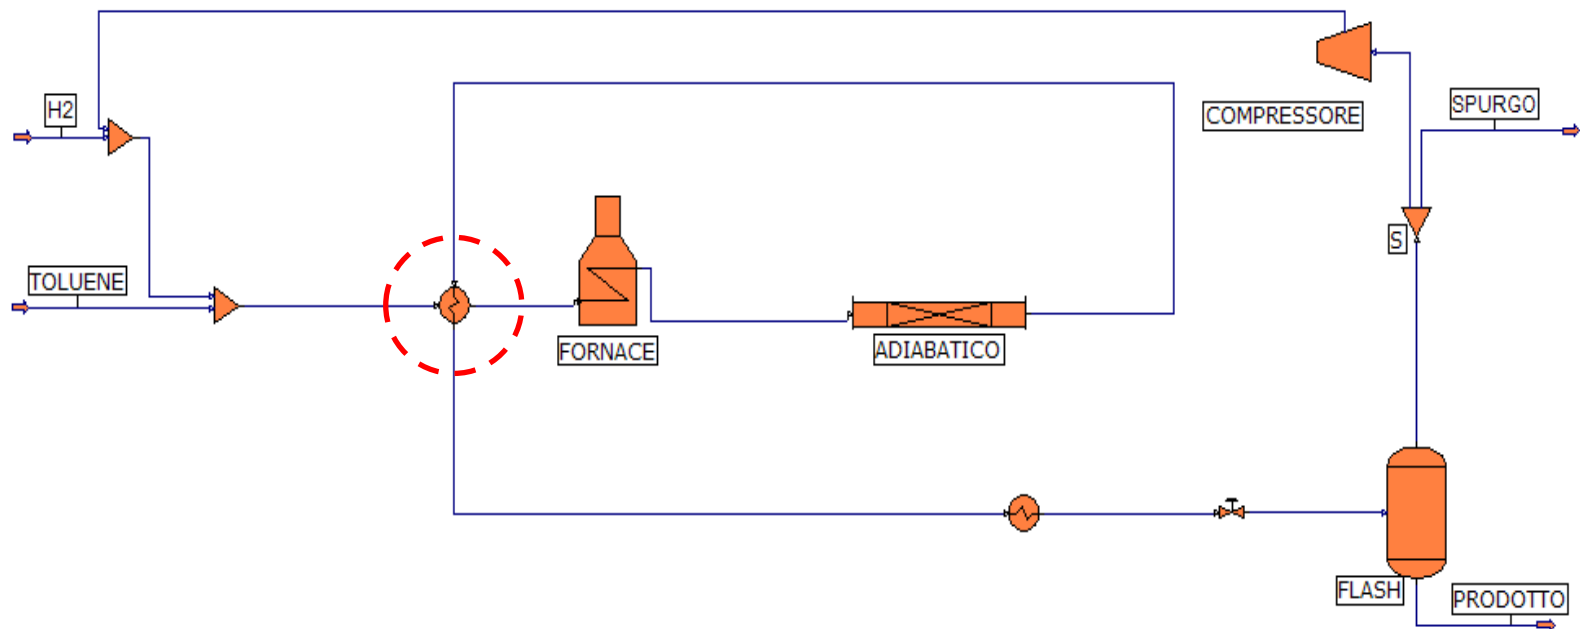 H2
COMPRESSORE
SPURGO
S
TOLUENE
FORNACE
ADIABATICO
FLASH
PRODOTTO